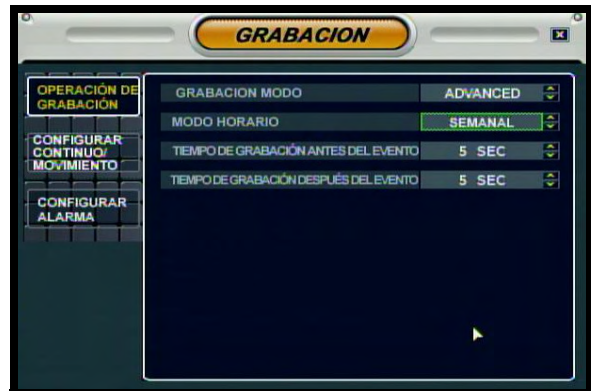 GRABACION
OPERACIÓN DE
GRABACIÓN
CONFIGURAR
CONTINUO/
MOVIMIENTO
CONFIGURAR
ALARMA
GRABACION MODO ADVANCED
MODO HORARIO SEMANAL
TIEMPO DE GRABACIÓN ANTES DEL EVENTO 5 SEC
TIEMPO DE GRABACIÓN DESPUÉS DEL EVENTO 5 SEC